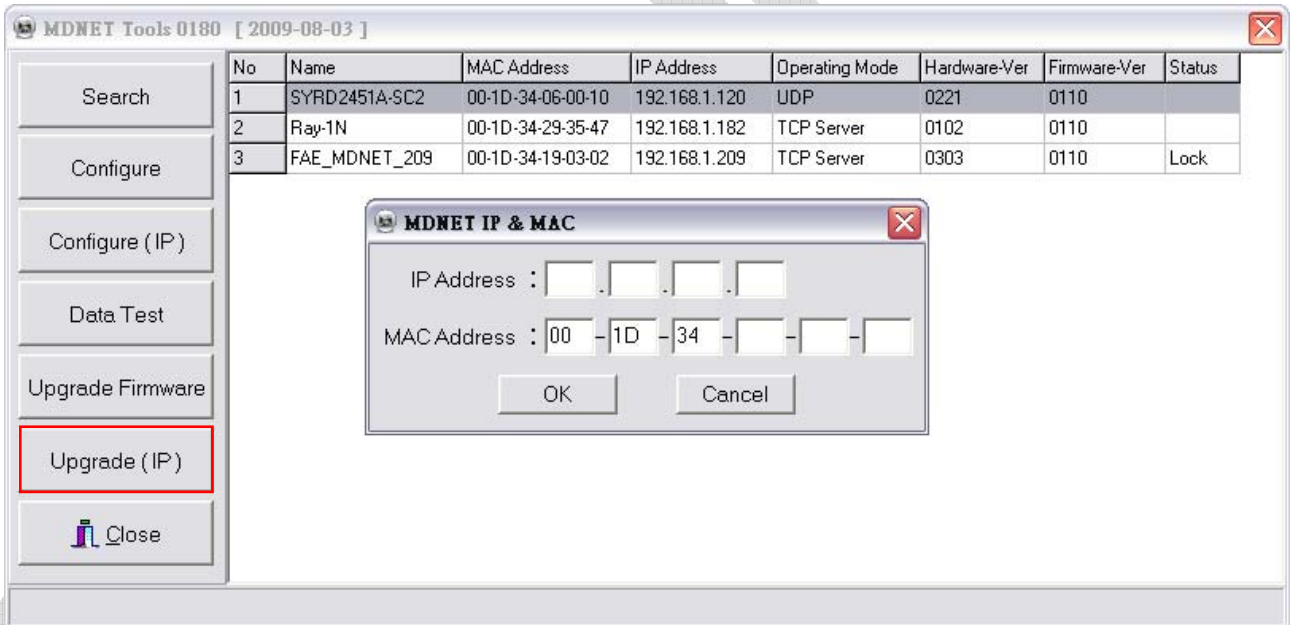 MDNET Tools 0180 [ 2009-08-03 ]
Search
Configure
Configure ( IP )
Data Test
Upgrade Firmware
Upgrade ( IP )
Close
No Name MAC Address IP Address Operating Mode Hardware-Ver Firmware-Ver Status
1 SYRD2451A-SC2 00-1D-34-06-00-10 192.168.1.120 UDP 0221 0110
2 Ray-1N 00-1D-34-29-35-47 192.168.1.182 TCP Server 0102 0110
3 FAE_MDNET_209 00-1D-34-19-03-02 192.168.1.209 TCP Server 0303 0110 Lock
MDNET IP & MAC
IP Address : . . .
MAC Address : 00 - 1D - 34 - - -
OK Cancel